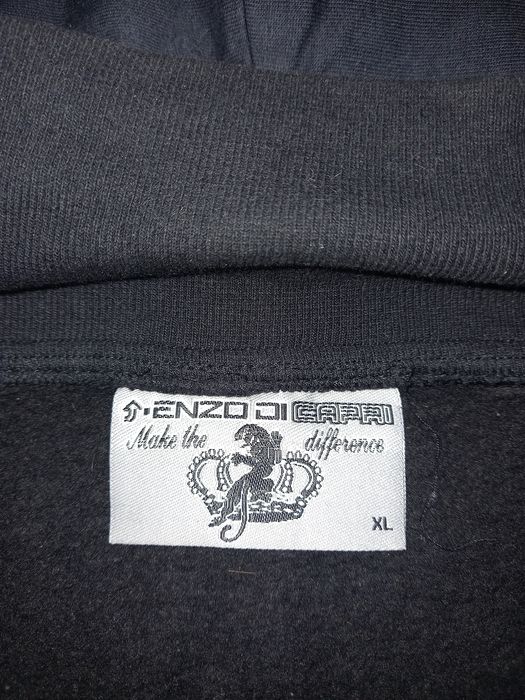 ENZO DI CAPRI
Make the difference
XL